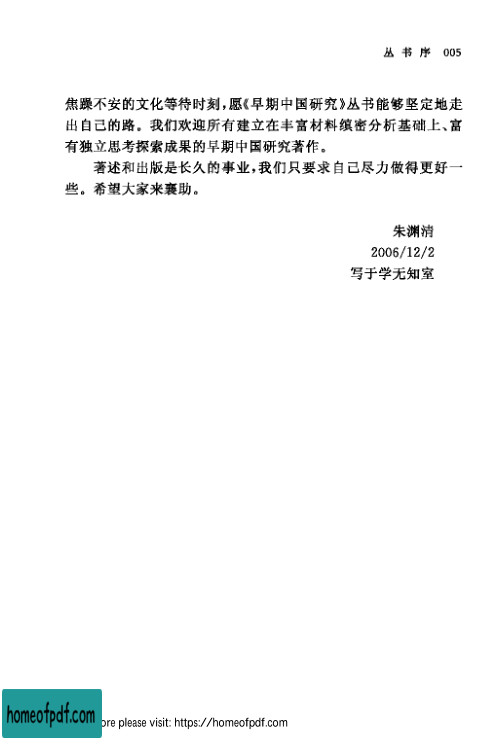 丛书序 005
焦躁不安的文化等待时刻，愿《早期中国研究》丛书能够坚定地走
出自己的路。我们欢迎所有建立在丰富材料缜密分析基础上、富
有独立思考探索成果的早期中国研究著作。
著述和出版是长久的事业，我们只要求自己尽力做得更好一
些。希望大家来襄助。
朱渊清
2006/12/2
写于学无知室
homeofpdf.com
ore please visit: https://homeofpdf.com